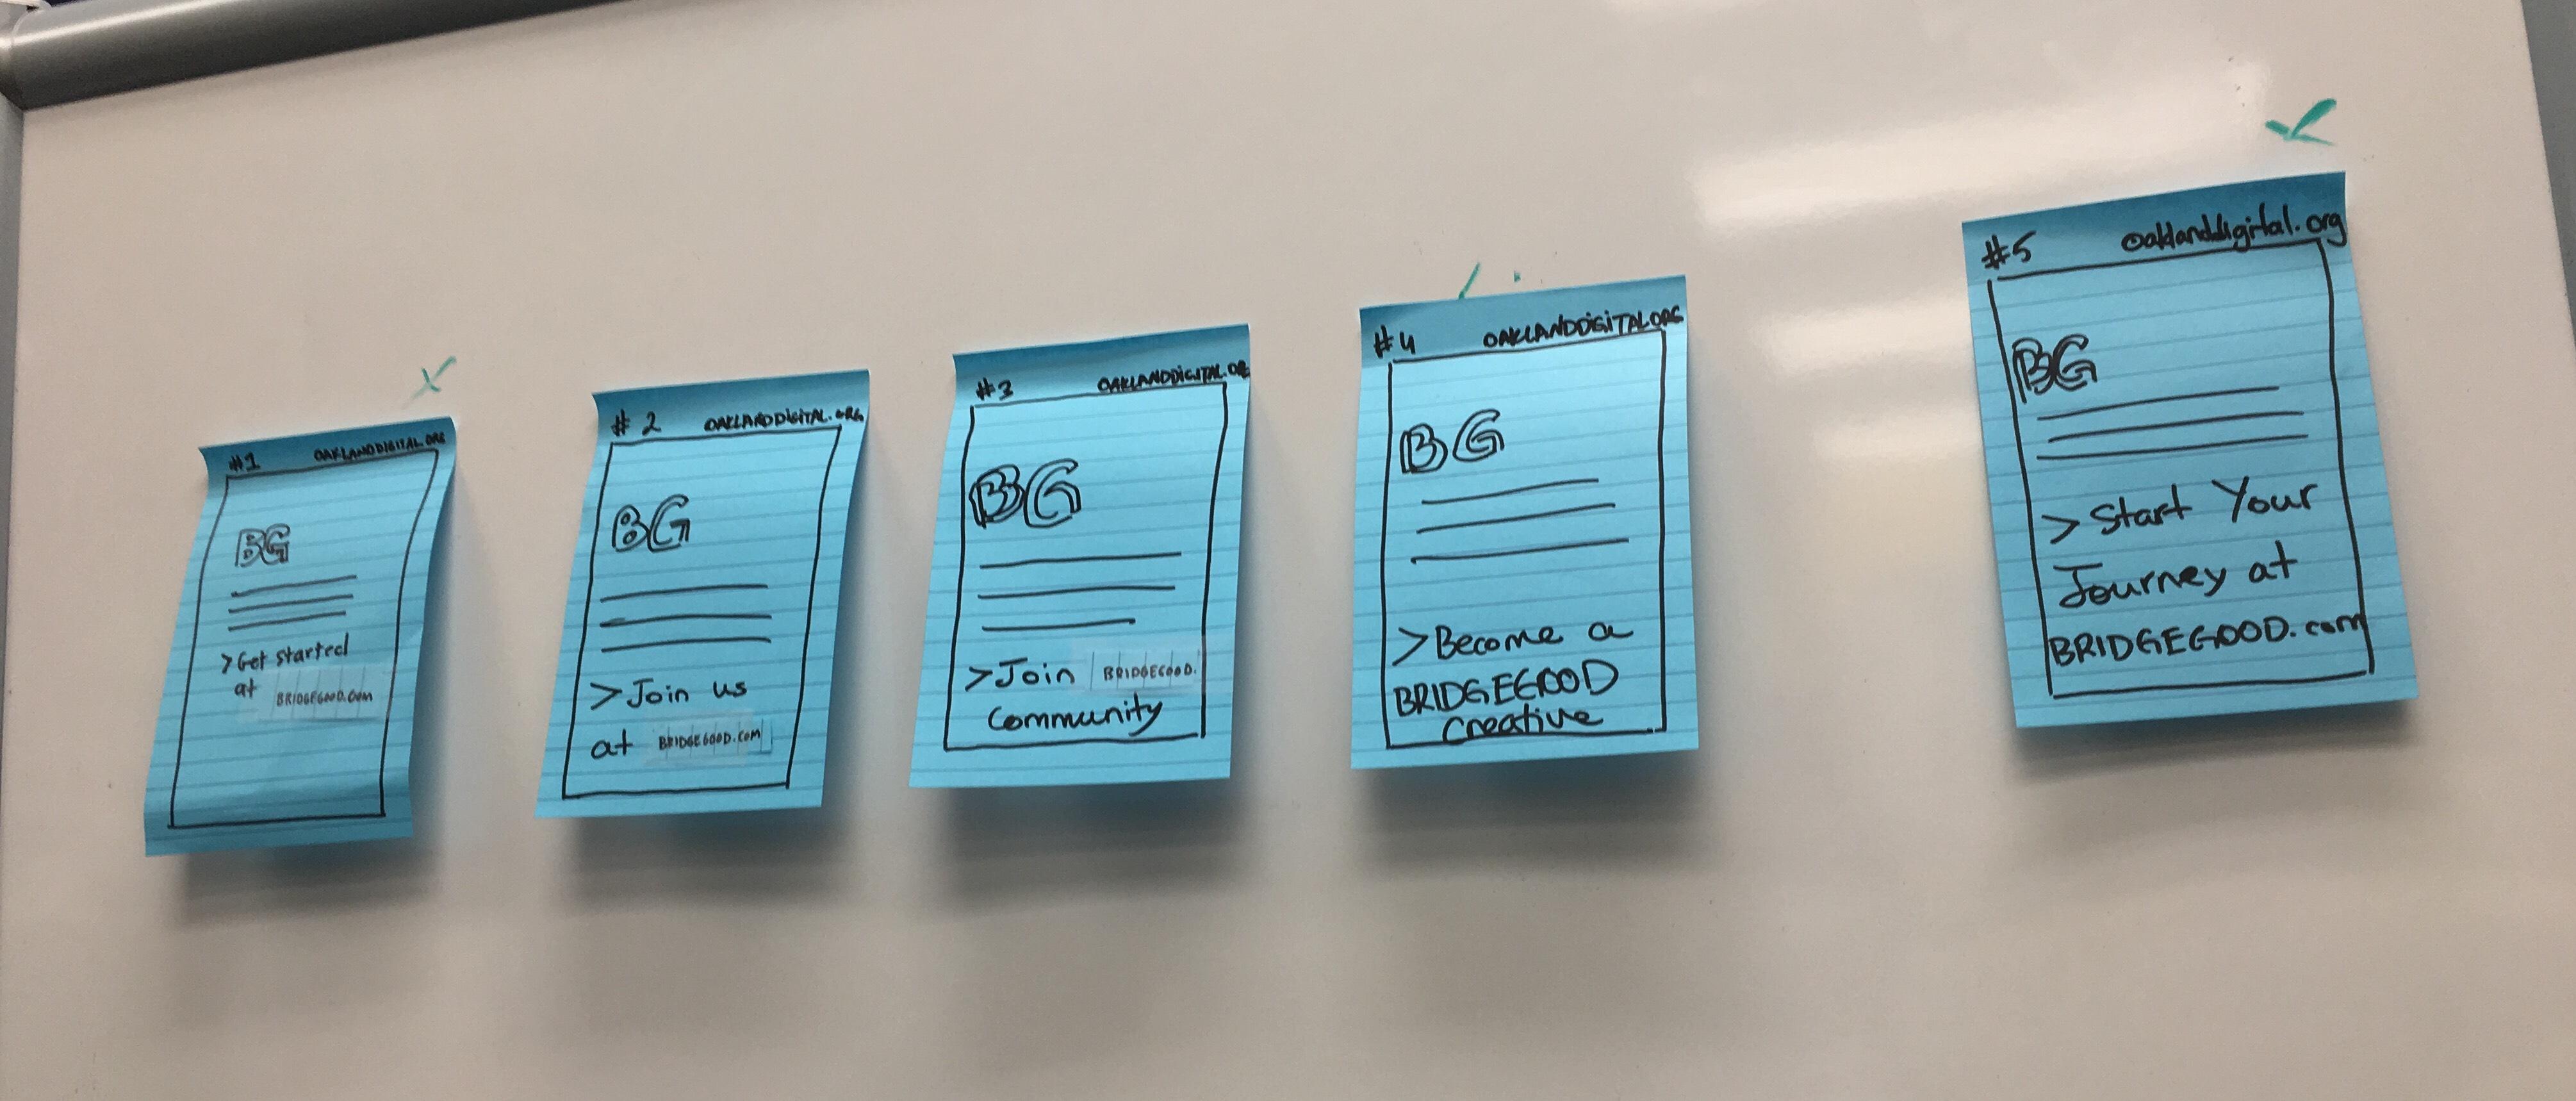 #1 OAKLANDDIGITAL.ORG
BG
>Get started
at BRIDGEGOOD.COM
# 2 OAKLANDDIGITAL.ORG
BG
>Join us
at BRIDGEGOOD.COM
#3 OAKLANDDIGITAL.OR
BG
>Join BRIDGEGOOD.
Community
#4 OAKLANDDIGITAL.ORG
BG
>Become a
BRIDGEGOOD
Creative
#5 oaklanddigital.org
BG
>Start Your
Journey at
BRIDGEGOOD.com